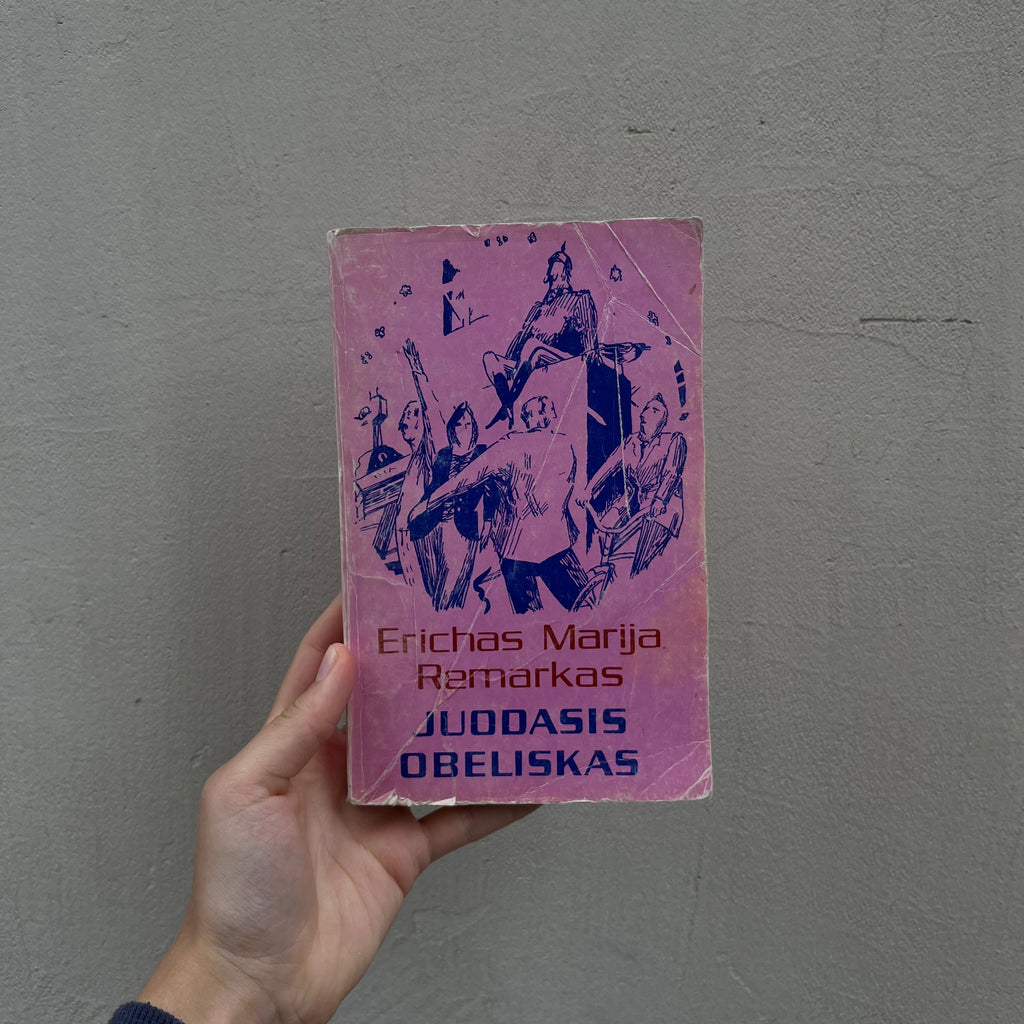 Erichas Marija
Remarkas
JUODASIS
OBELISKAS